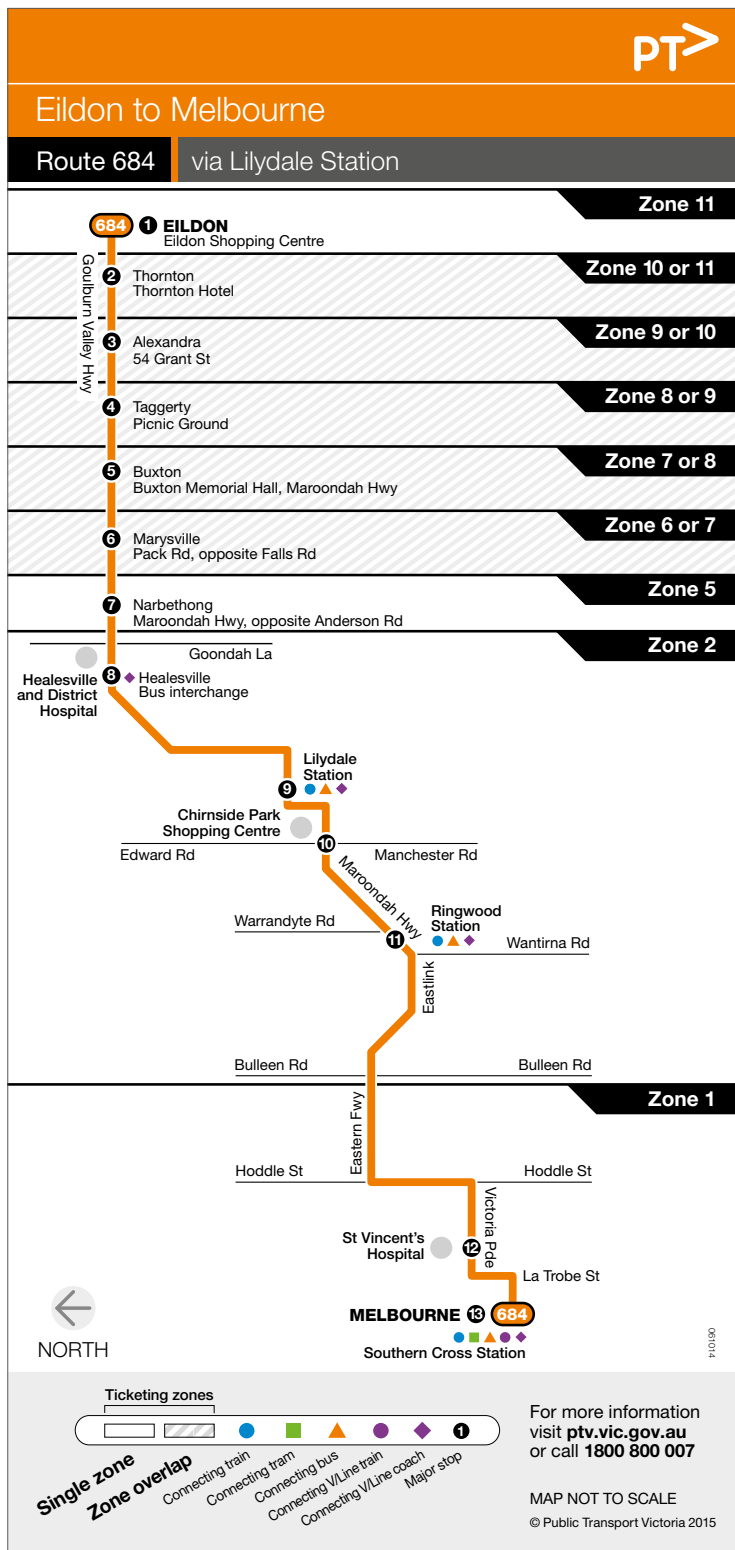 PT>
Eildon to Melbourne
Route 684
via Lilydale Station
Zone 11
684
1
EILDON
Eildon Shopping Centre
Goulburn Valley Hwy
Zone 10 or 11
2
Thornton
Thornton Hotel
Zone 9 or 10
3
Alexandra
54 Grant St
Zone 8 or 9
4
Taggerty
Picnic Ground
Zone 7 or 8
5
Buxton
Buxton Memorial Hall, Maroondah Hwy
Zone 6 or 7
6
Marysville
Pack Rd, opposite Falls Rd
Zone 5
7
Narbethong
Maroondah Hwy, opposite Anderson Rd
Zone 2
Goondah La
Healesville
and District
Hospital
8
Healesville
Bus interchange
Lilydale
Station
9
Chirnside Park
Shopping Centre
10
Edward Rd
Manchester Rd
Maroondah Hwy
Warrandyte Rd
11
Ringwood
Station
Wantirna Rd
Eastlink
Bulleen Rd
Bulleen Rd
Zone 1
Eastern Fwy
Hoddle St
Hoddle St
Victoria Pde
St Vincent's
Hospital
12
La Trobe St
MELBOURNE
13
684
Southern Cross Station
NORTH
061014
Ticketing zones
Single zone
Zone overlap
Connecting train
Connecting tram
Connecting bus
Connecting V/Line train
Connecting V/Line coach
1
Major stop
For more information
visit ptv.vic.gov.au
or call 1800 800 007
MAP NOT TO SCALE
© Public Transport Victoria 2015